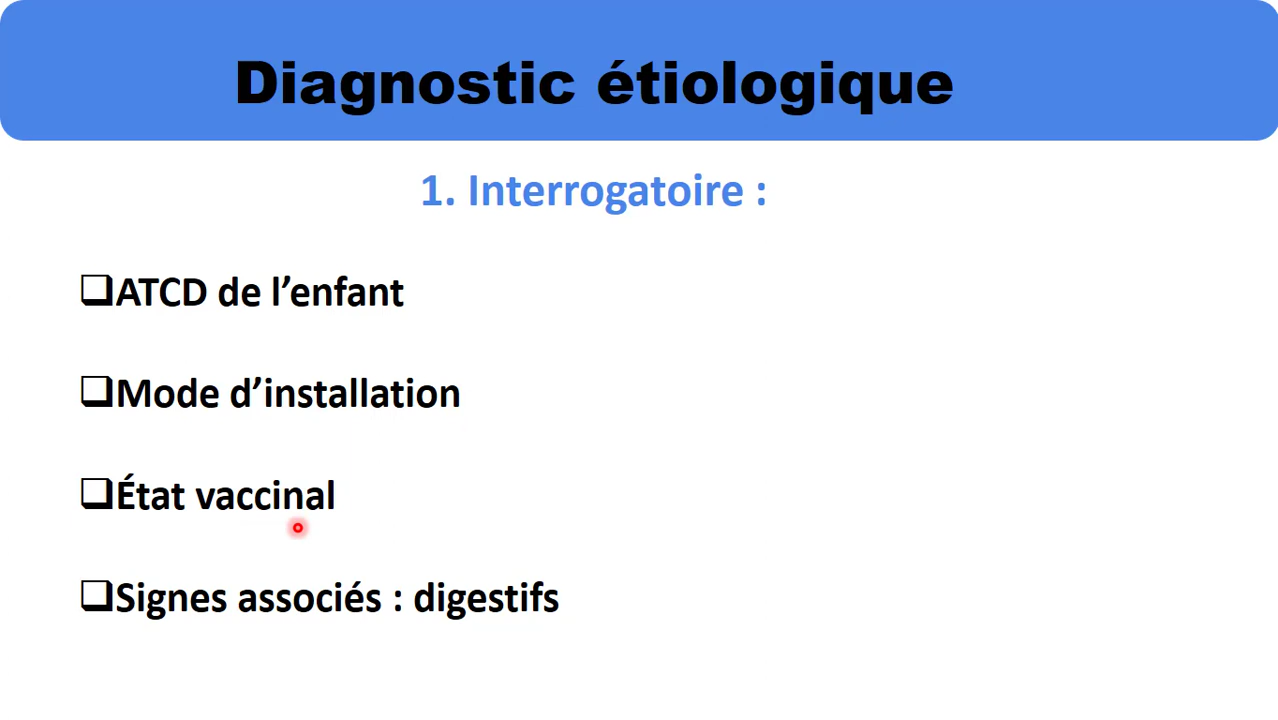 Diagnostic étiologique
1. Interrogatoire :
❑ATCD de l’enfant
❑Mode d’installation
❑État vaccinal
❑Signes associés : digestifs